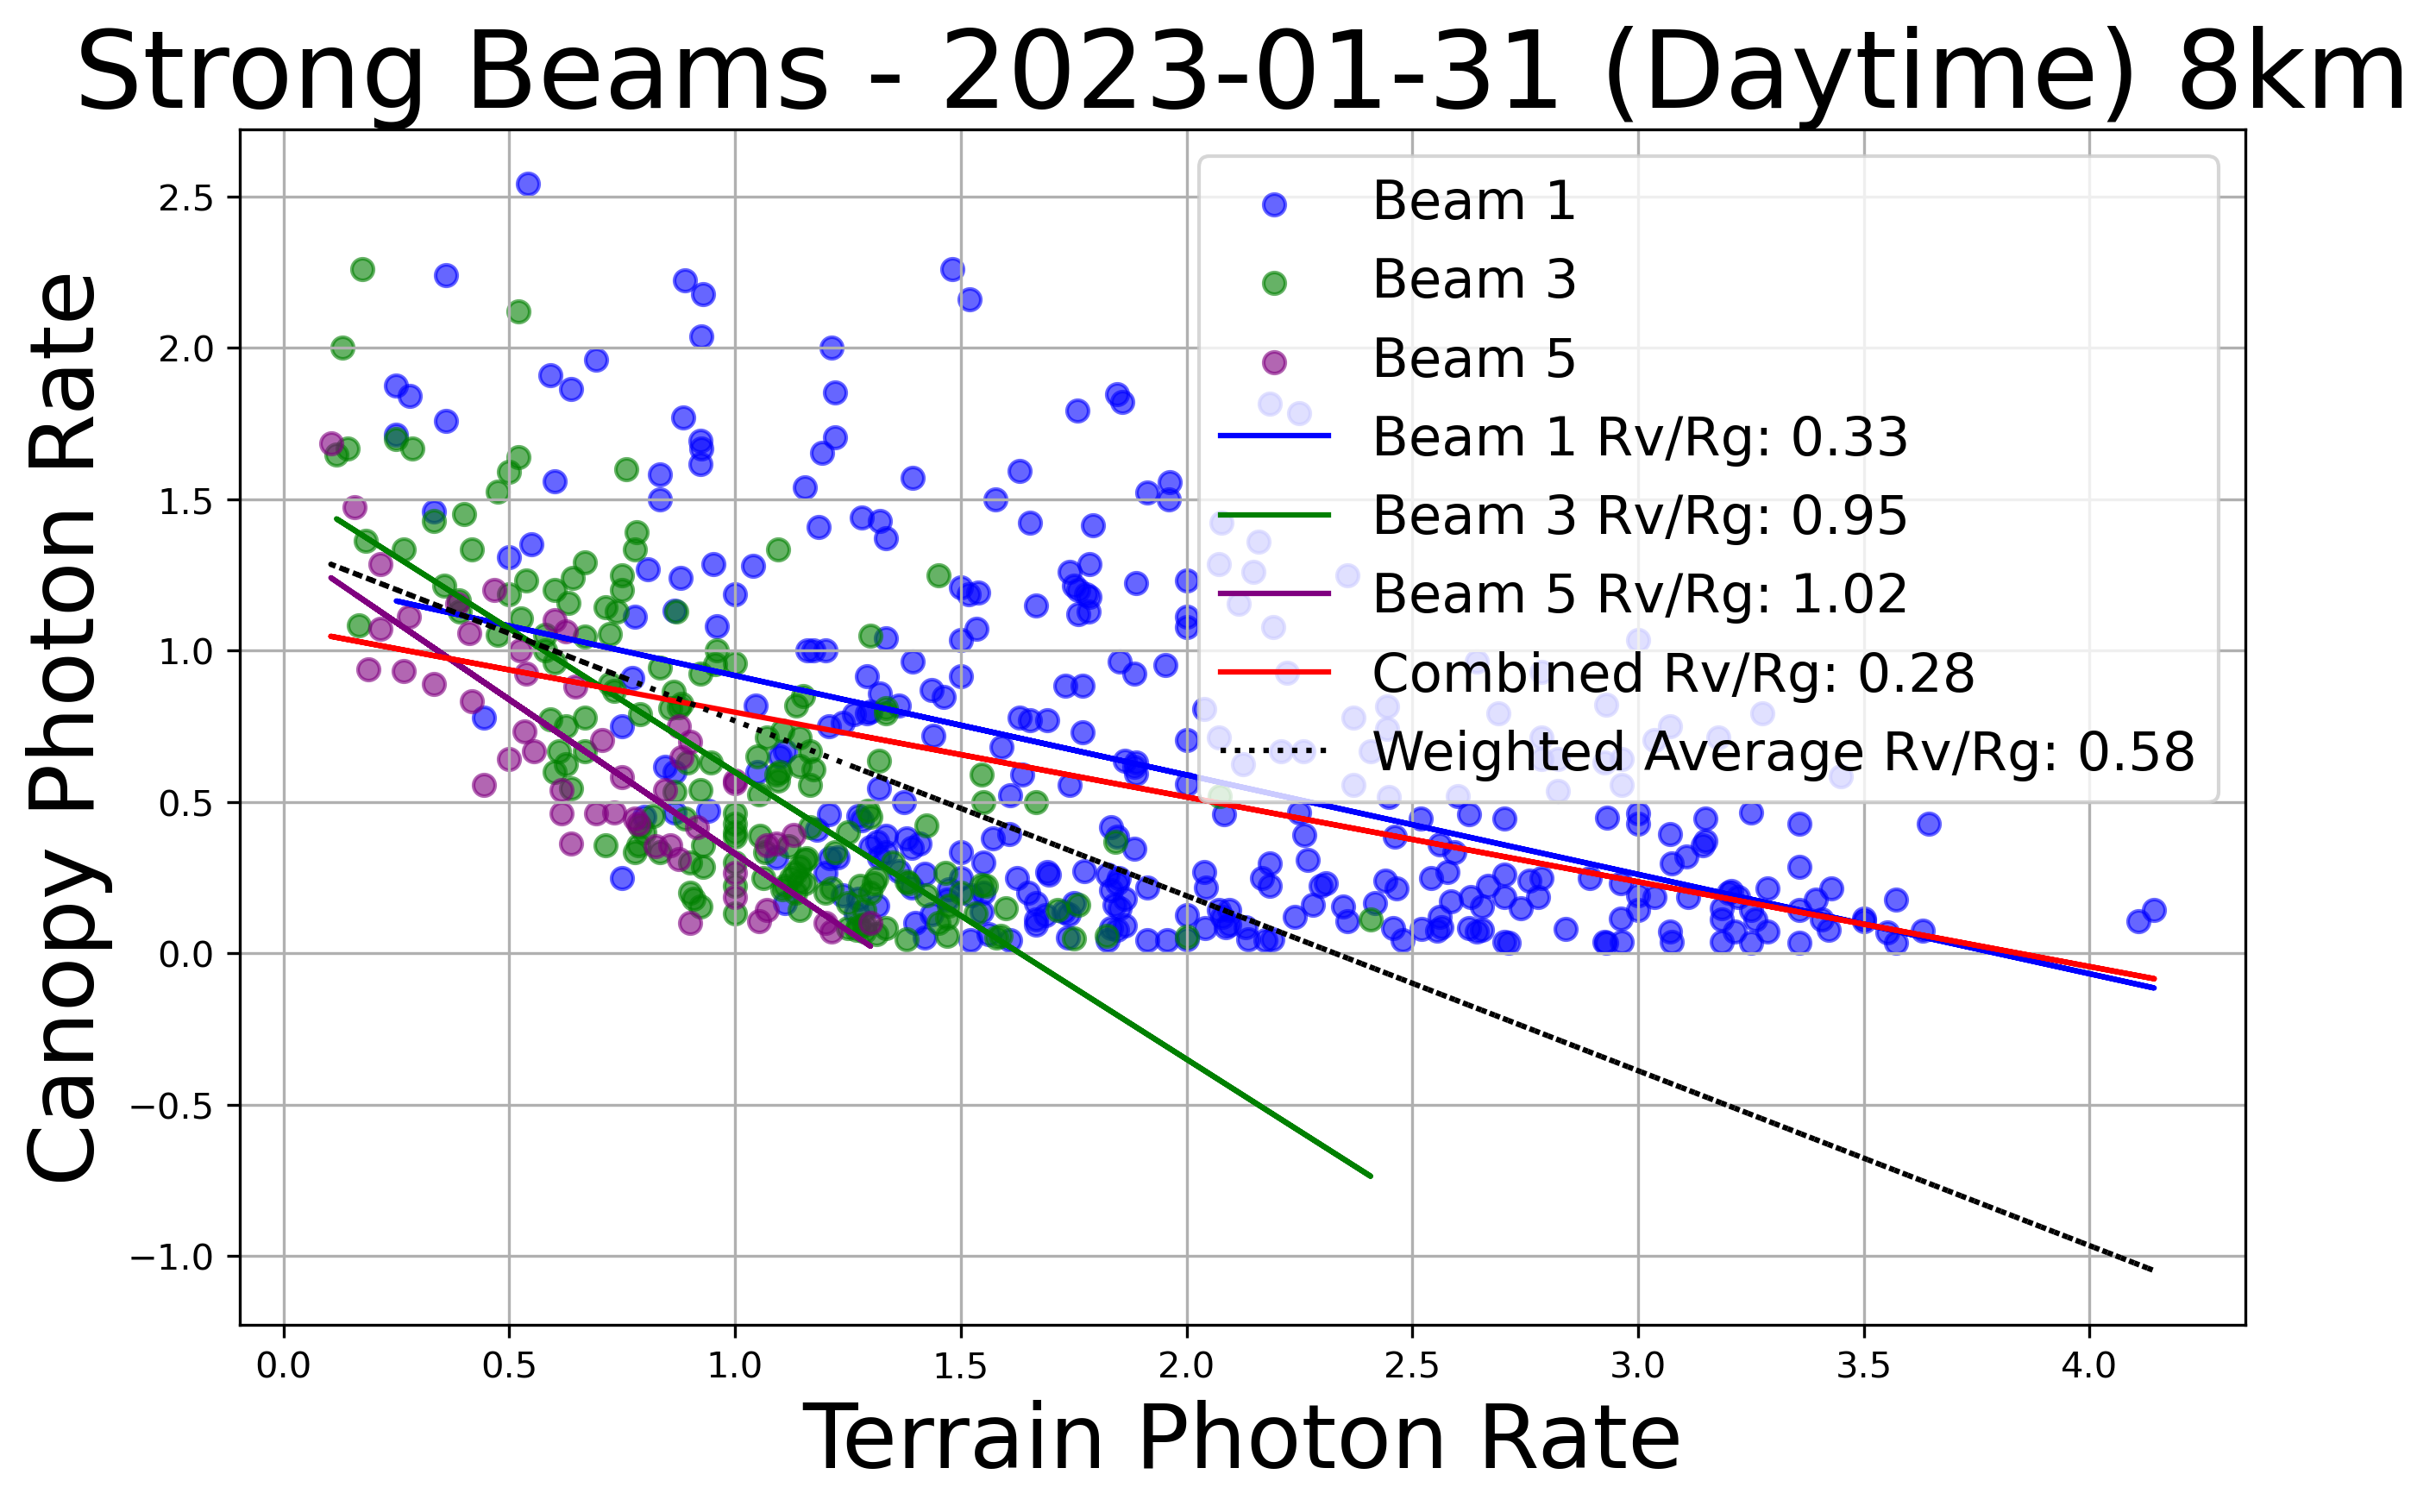 Strong Beams - 2023-01-31 (Daytime) 8km
Canopy Photon Rate
2.5
2.0
1.5
1.0
0.5
0.0
−0.5
−1.0
Beam 1
Beam 3
Beam 5
Beam 1 Rv/Rg: 0.33
Beam 3 Rv/Rg: 0.95
Beam 5 Rv/Rg: 1.02
Combined Rv/Rg: 0.28
Weighted Average Rv/Rg: 0.58
0.0 0.5 1.0 1.5 2.0 2.5 3.0 3.5 4.0
Terrain Photon Rate